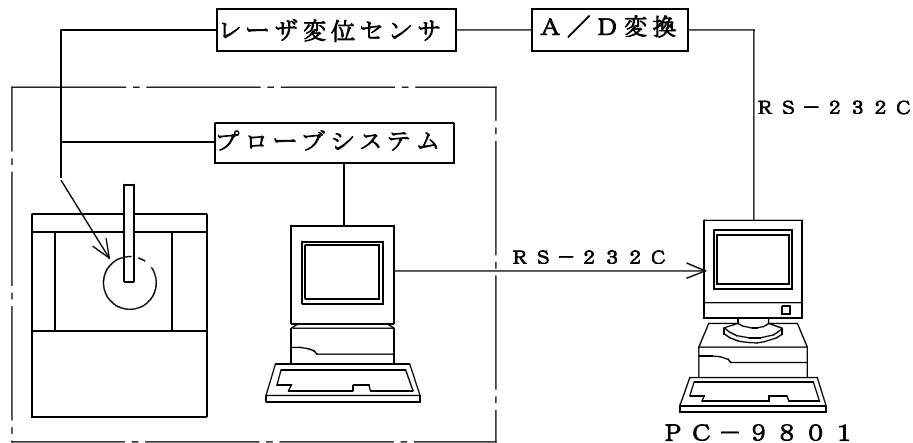 レーザ変位センサ
Ａ／Ｄ変換
ＲＳ－２３２Ｃ
プローブシステム
ＲＳ－２３２Ｃ
ＰＣ－９８０１